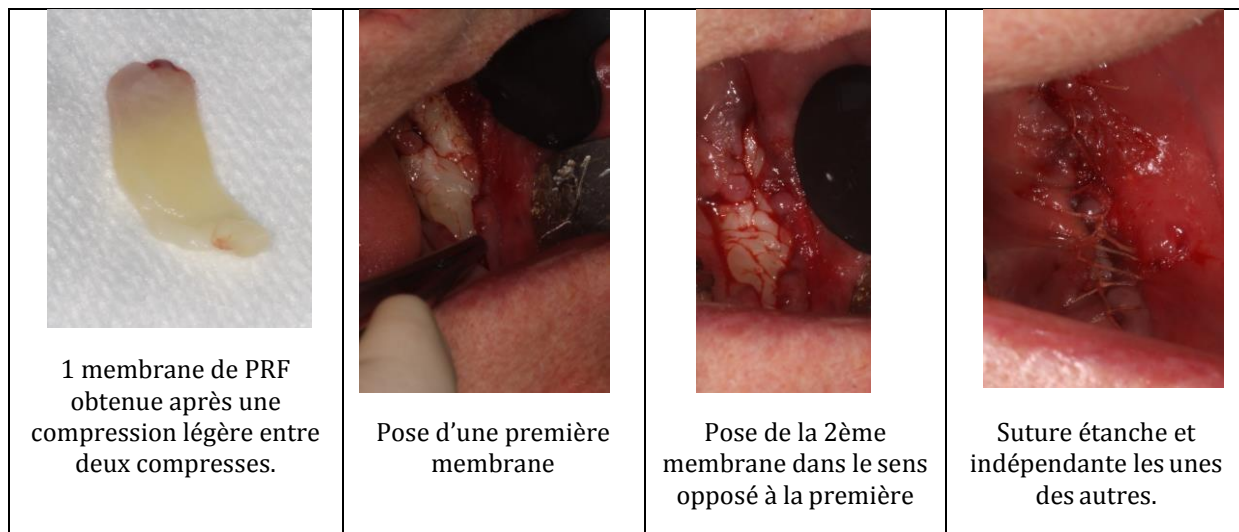 1 membrane de PRF
obtenue après une
compression légère entre
deux compresses.
Pose d'une première
membrane
Pose de la 2ème
membrane dans le sens
opposé à la première
Suture étanche et
indépendante les unes
des autres.